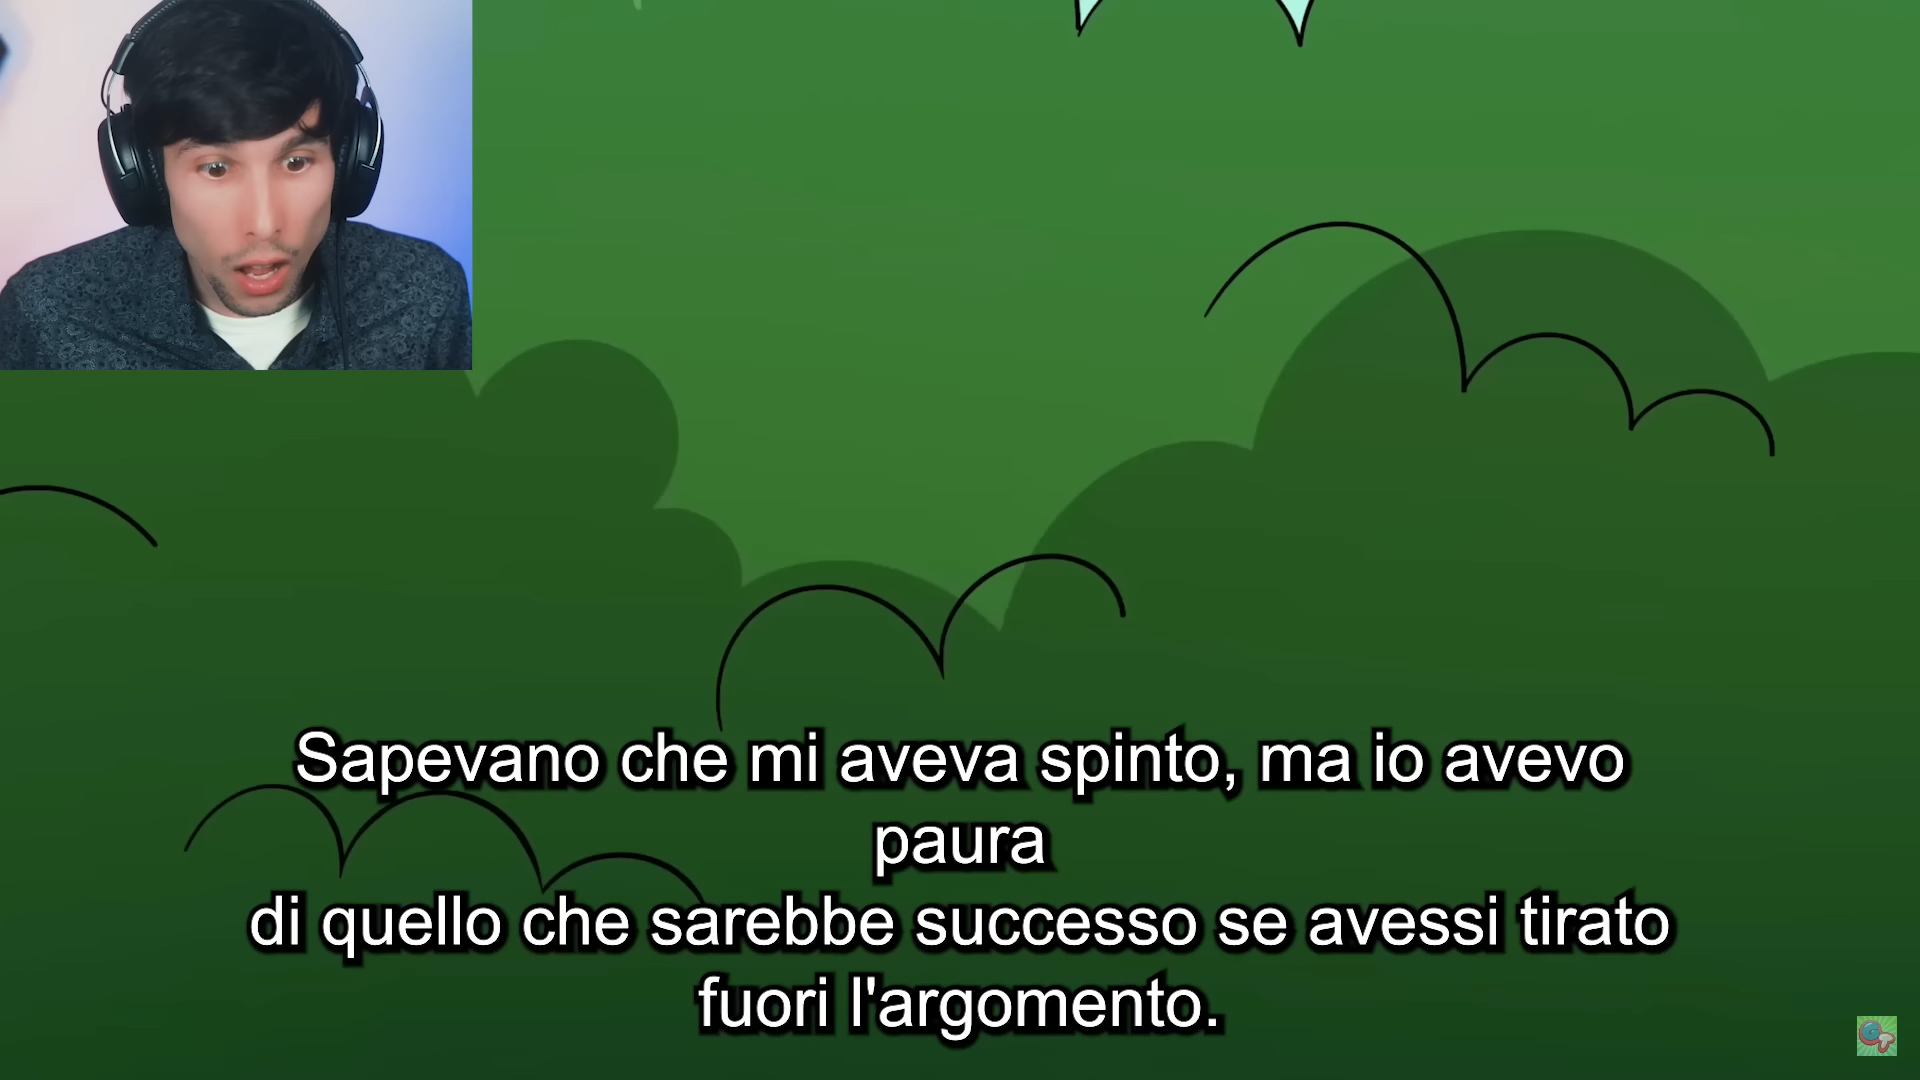 Sapevano che mi aveva spinto, ma io avevo
paura
di quello che sarebbe successo se avessi tirato
fuori l'argomento.